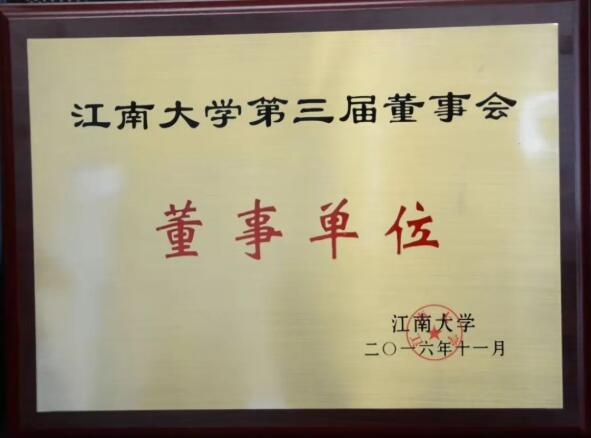 江南大学第三届董事会
董事单位
江南大学
二〇一六年十一月